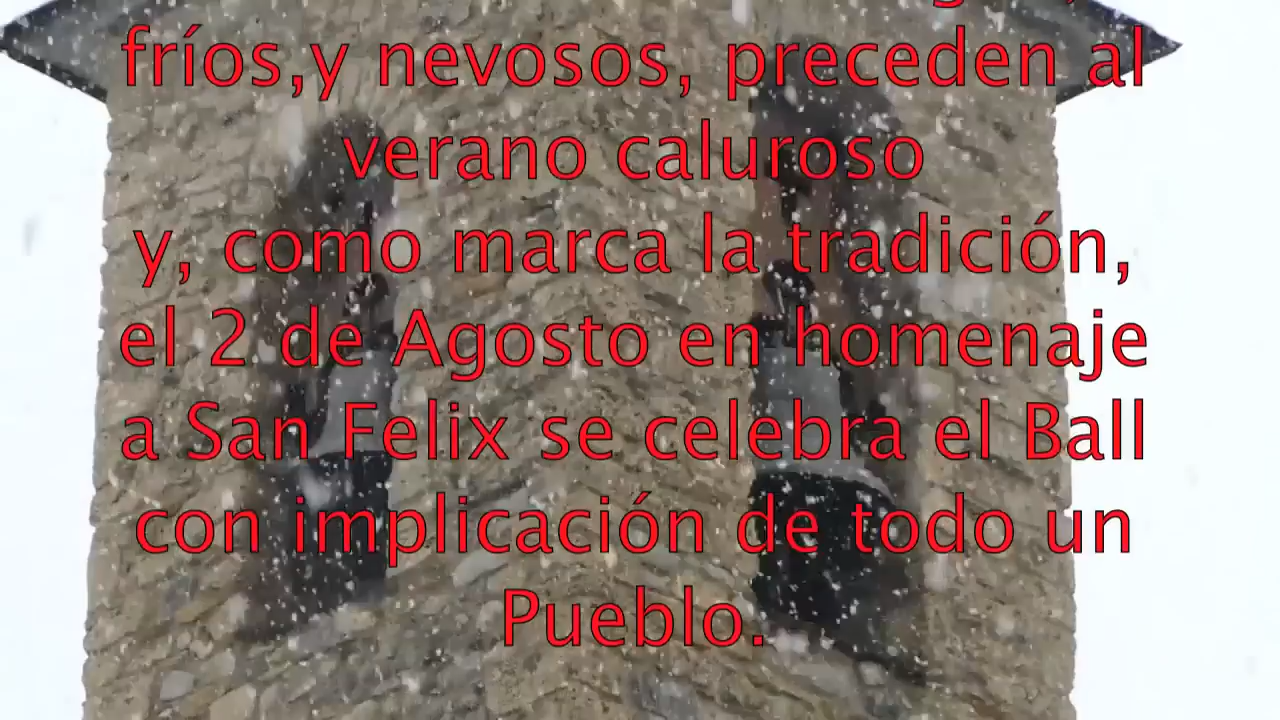 fríos,y nevosos, preceden al
verano caluroso
y, como marca la tradición,
el 2 de Agosto en homenaje
a San Felix se celebra el Ball
con implicación de todo un
Pueblo.